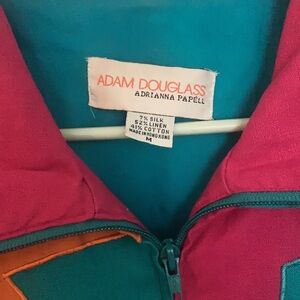 ADAM DOUGLASS
ADRIANNA PAPELL
7% SILK
52% LINEN
41% COTTON
MADE IN HONG KONG
M